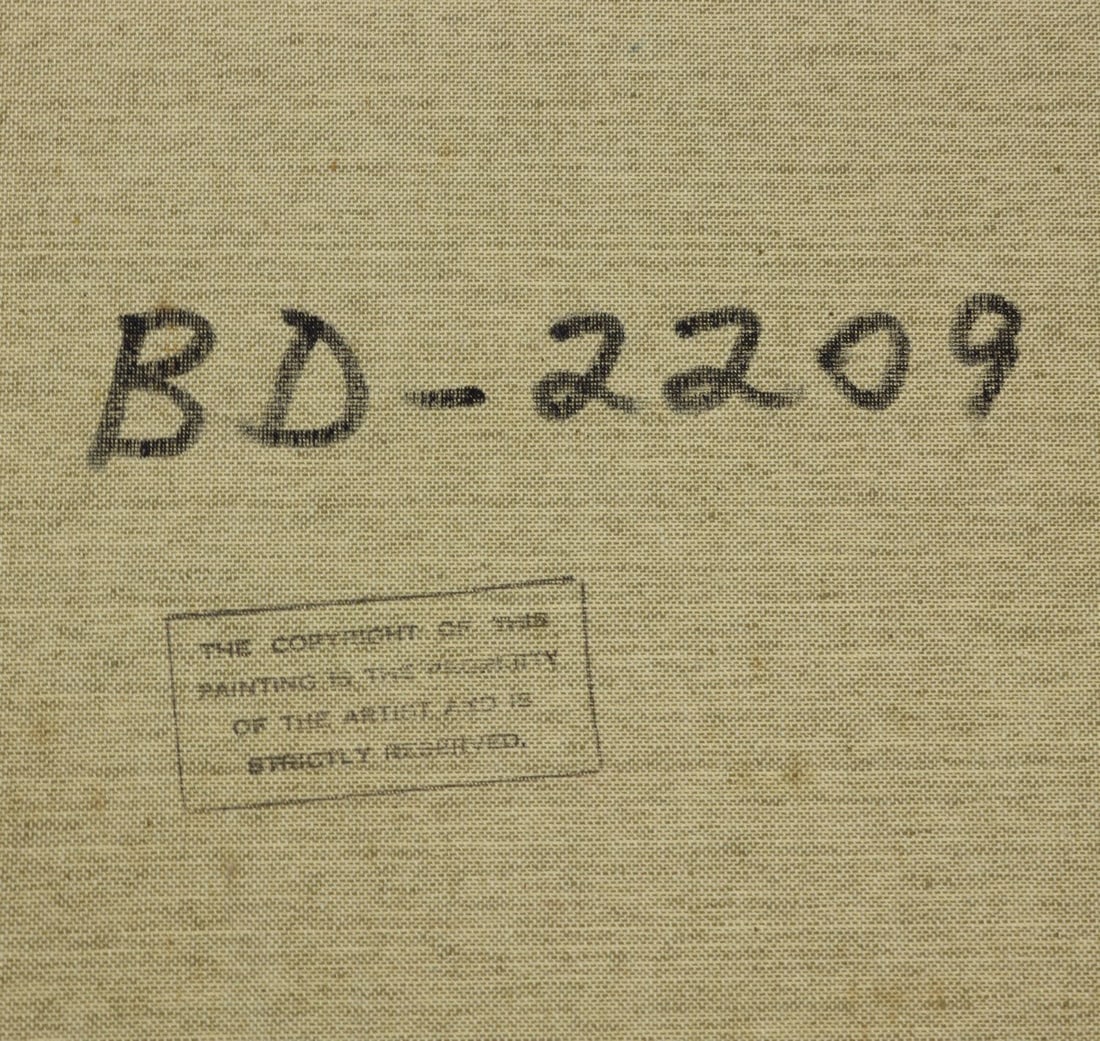 BD-2209
THE COPYRIGHT OF THIS
PAINTING IS THE PROPERTY
OF THE ARTIST AND IS
STRICTLY RESERVED.